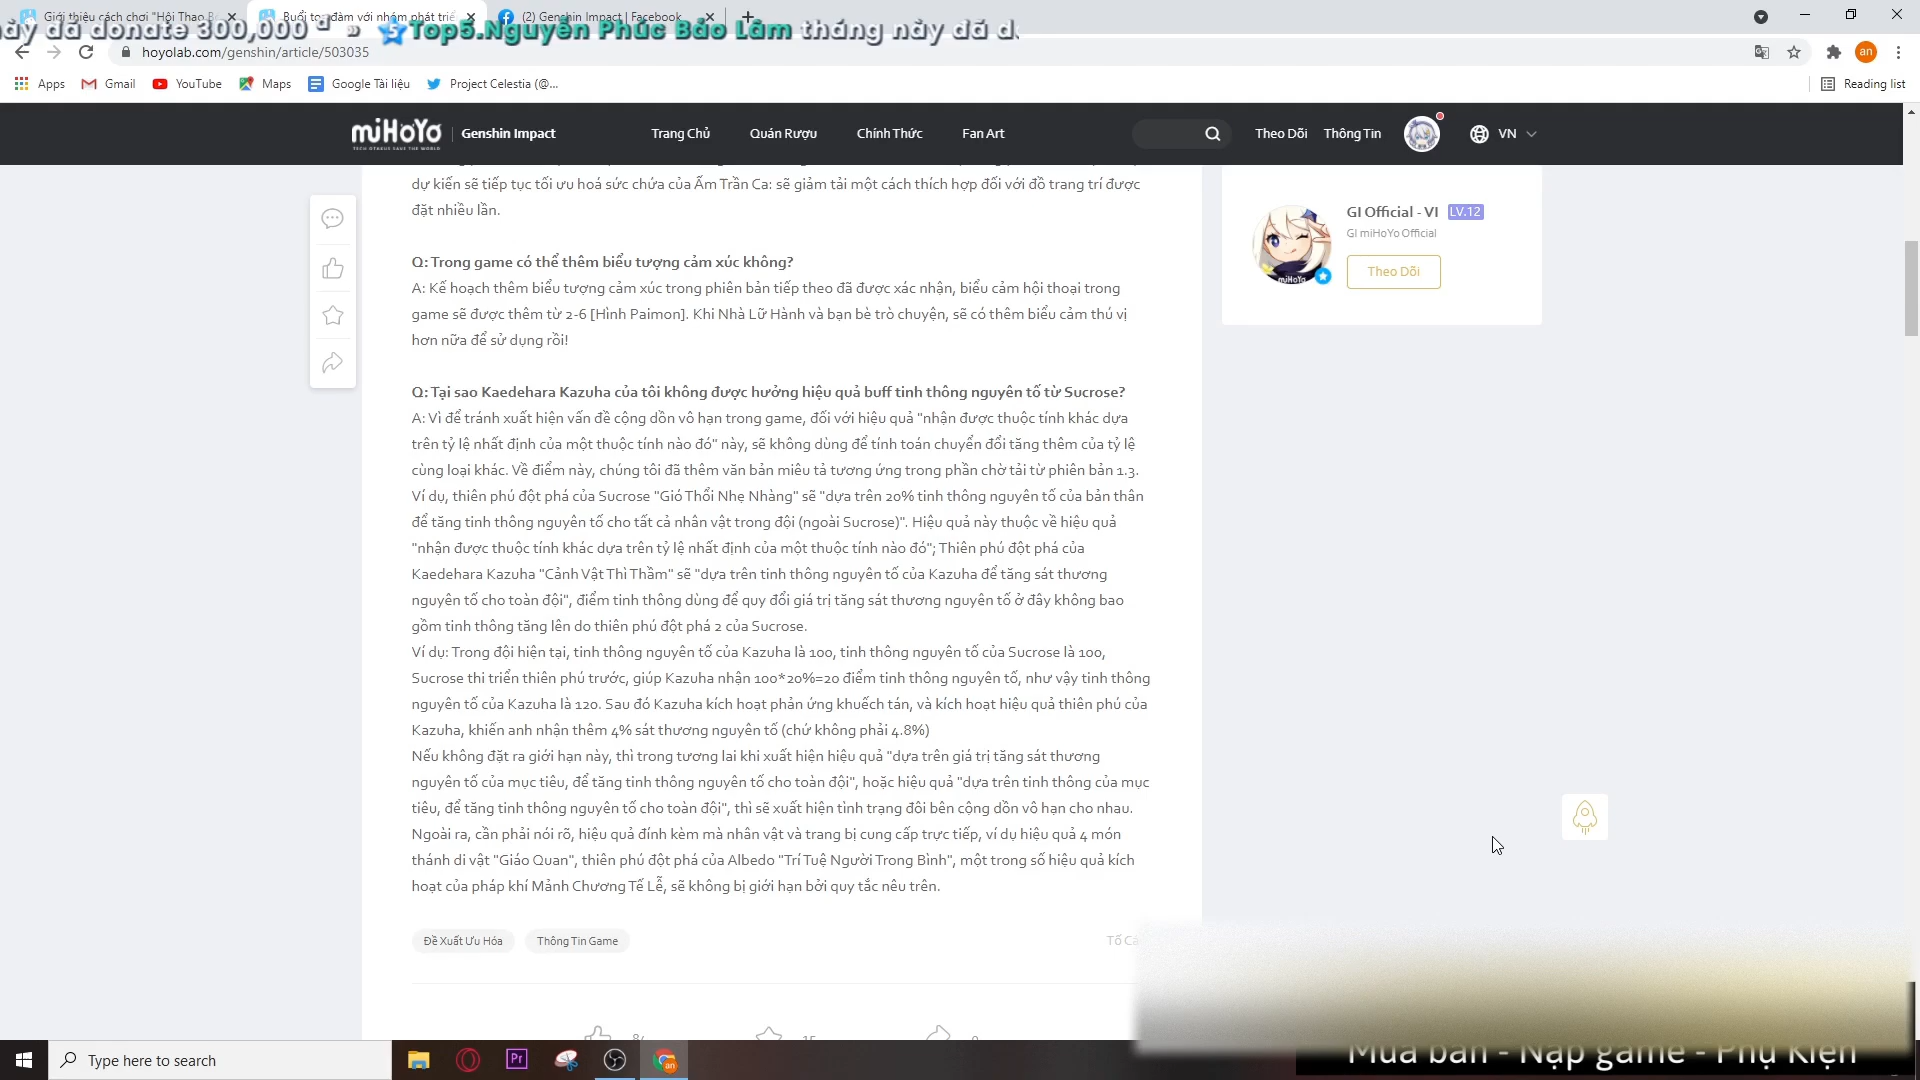 Giới thiệu cách chơi "Hội Thao B
Buổi toạ đàm với nhóm phát triể
(2) Genshin Impact | Facebook
đã donate 300,000 đ » Top5.Nguyễn Phúc Bảo Lâm tháng này đã d.
hoyolab.com/genshin/article/503035
an
Apps Gmail YouTube Maps Google Tài liệu Project Celestia (@... Reading list
miHoYo Genshin Impact Trang Chủ Quán Rượu Chính Thức Fan Art Theo Dõi Thông Tin VN
TECH OTAKUS SAVE THE WORLD
dự kiến sẽ tiếp tục tối ưu hoá sức chứa của Ấm Trần Ca: sẽ giảm tải một cách thích hợp đối với đồ trang trí được
đặt nhiều lần.
GI Official - VI LV.12
GI miHoYo Official
miHoYo
Theo Dõi
Q: Trong game có thể thêm biểu tượng cảm xúc không?
A: Kế hoạch thêm biểu tượng cảm xúc trong phiên bản tiếp theo đã được xác nhận, biểu cảm hội thoại trong
game sẽ được thêm từ 2-6 [Hình Paimon]. Khi Nhà Lữ Hành và bạn bè trò chuyện, sẽ có thêm biểu cảm thú vị
hơn nữa để sử dụng rồi!
Q: Tại sao Kaedehara Kazuha của tôi không được hưởng hiệu quả buff tinh thông nguyên tố từ Sucrose?
A: Vì để tránh xuất hiện vấn đề cộng dồn vô hạn trong game, đối với hiệu quả "nhận được thuộc tính khác dựa
trên tỷ lệ nhất định của một thuộc tính nào đó" này, sẽ không dùng để tính toán chuyển đổi tăng thêm của tỷ lệ
cùng loại khác. Về điểm này, chúng tôi đã thêm văn bản miêu tả tương ứng trong phần chờ tải từ phiên bản 1.3.
Ví dụ, thiên phú đột phá của Sucrose "Gió Thổi Nhẹ Nhàng" sẽ "dựa trên 20% tinh thông nguyên tố của bản thân
để tăng tinh thông nguyên tố cho tất cả nhân vật trong đội (ngoài Sucrose)". Hiệu quả này thuộc về hiệu quả
"nhận được thuộc tính khác dựa trên tỷ lệ nhất định của một thuộc tính nào đó"; Thiên phú đột phá của
Kaedehara Kazuha "Cảnh Vật Thì Thầm" sẽ "dựa trên tinh thông nguyên tố của Kazuha để tăng sát thương
nguyên tố cho toàn đội", điểm tinh thông dùng để quy đổi giá trị tăng sát thương nguyên tố ở đây không bao
gồm tinh thông tăng lên do thiên phú đột phá 2 của Sucrose.
Ví dụ: Trong đội hiện tại, tinh thông nguyên tố của Kazuha là 100, tinh thông nguyên tố của Sucrose là 100,
Sucrose thi triển thiên phú trước, giúp Kazuha nhận 100*20%=20 điểm tinh thông nguyên tố, như vậy tinh thông
nguyên tố của Kazuha là 120. Sau đó Kazuha kích hoạt phản ứng khuếch tán, và kích hoạt hiệu quả thiên phú của
Kazuha, khiến anh nhận thêm 4% sát thương nguyên tố (chứ không phải 4.8%)
Nếu không đặt ra giới hạn này, thì trong tương lai khi xuất hiện hiệu quả "dựa trên giá trị tăng sát thương
nguyên tố của mục tiêu, để tăng tinh thông nguyên tố cho toàn đội", hoặc hiệu quả "dựa trên tinh thông của mục
tiêu, để tăng tinh thông nguyên tố cho toàn đội", thì sẽ xuất hiện tình trạng đôi bên cộng dồn vô hạn cho nhau.
Ngoài ra, cần phải nói rõ, hiệu quả đính kèm mà nhân vật và trang bị cung cấp trực tiếp, ví dụ hiệu quả 4 món
thánh di vật "Giáo Quan", thiên phú đột phá của Albedo "Trí Tuệ Người Trong Bình", một trong số hiệu quả kích
hoạt của pháp khí Mảnh Chương Tế Lễ, sẽ không bị giới hạn bởi quy tắc nêu trên.
Đề Xuất Ưu Hóa Thông Tin Game Tố Cá
Type here to search
Pr
an
Mua bán - Nạp game - Phụ Kiện